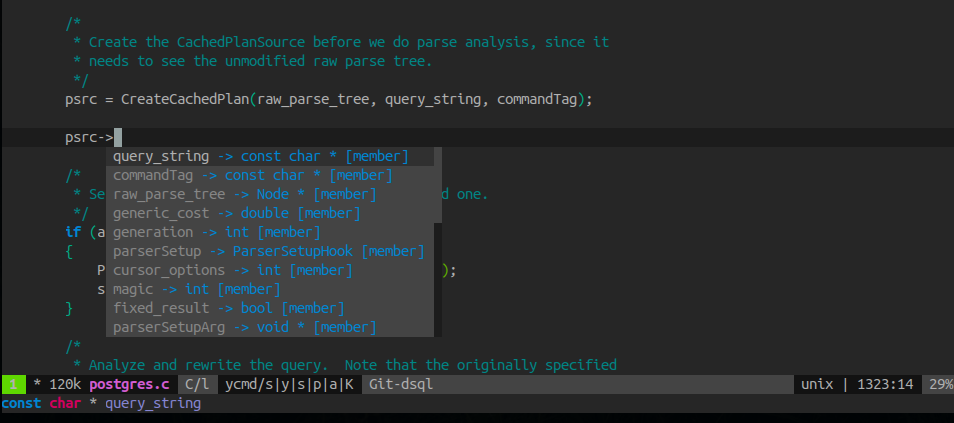 /*
* Create the CachedPlanSource before we do parse analysis, since it
* needs to see the unmodified raw parse tree.
*/
psrc = CreateCachedPlan(raw_parse_tree, query_string, commandTag);
psrc->
query_string -> const char * [member]
/* commandTag -> const char * [member]
* Se raw_parse_tree -> Node * [member] d one.
*/ generic_cost -> double [member]
if (a generation -> int [member]
{ parserSetup -> ParserSetupHook [member]
P cursor_options -> int [member] );
s magic -> int [member]
} fixed_result -> bool [member]
parserSetupArg -> void * [member]
/*
* Analyze and rewrite the query.  Note that the originally specified
1 * 120k postgres.c C/l ycmd/s|y|s|p|a|K Git-dsql unix | 1323:14 29%
const char * query_string